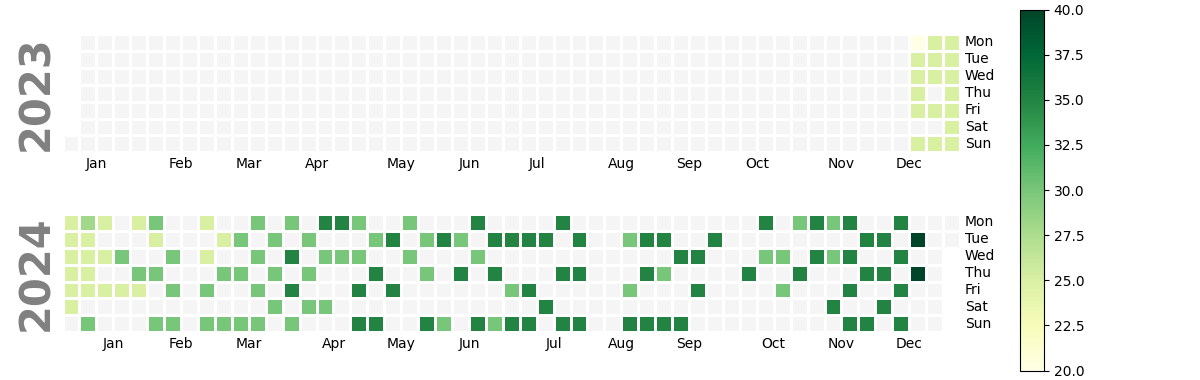 2023
Mon
Tue
Wed
Thu
Fri
Sat
Sun
Jan Feb Mar Apr May Jun Jul Aug Sep Oct Nov Dec
2024
Mon
Tue
Wed
Thu
Fri
Sat
Sun
Jan Feb Mar Apr May Jun Jul Aug Sep Oct Nov Dec
40.0
37.5
35.0
32.5
30.0
27.5
25.0
22.5
20.0